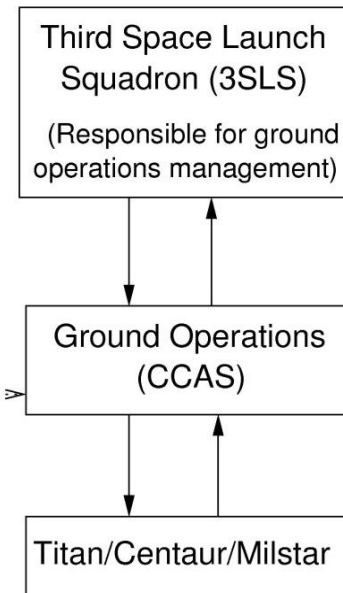 Third Space Launch
Squadron (3SLS)
(Responsible for ground
operations management)
Ground Operations
(CCAS)
Titan/Centaur/Milstar